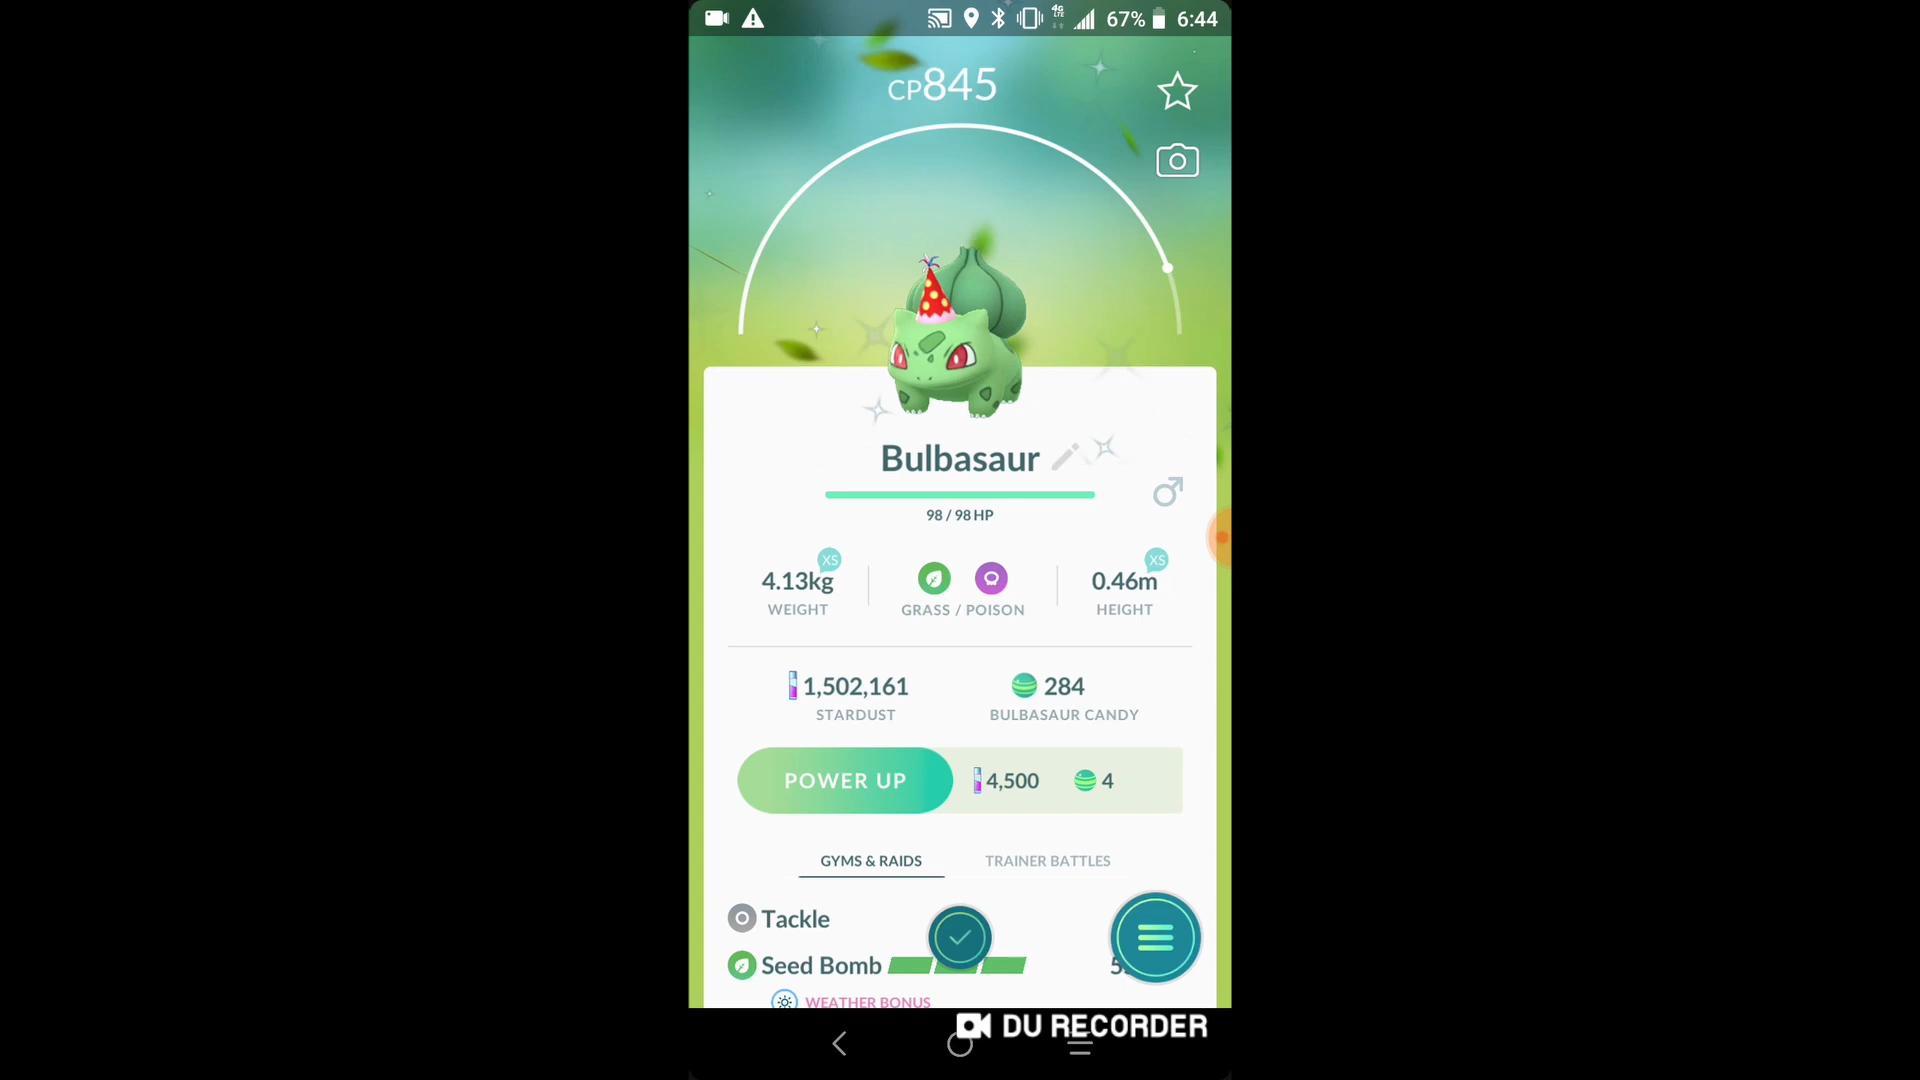 4G LTE 67% 6:44
CP845
Bulbasaur
98 / 98 HP
XS XS
4.13kg 0.46m
WEIGHT GRASS / POISON HEIGHT
1,502,161 284
STARDUST BULBASAUR CANDY
POWER UP 4,500 4
GYMS & RAIDS TRAINER BATTLES
Tackle
Seed Bomb
WEATHER BONUS
DU RECORDER